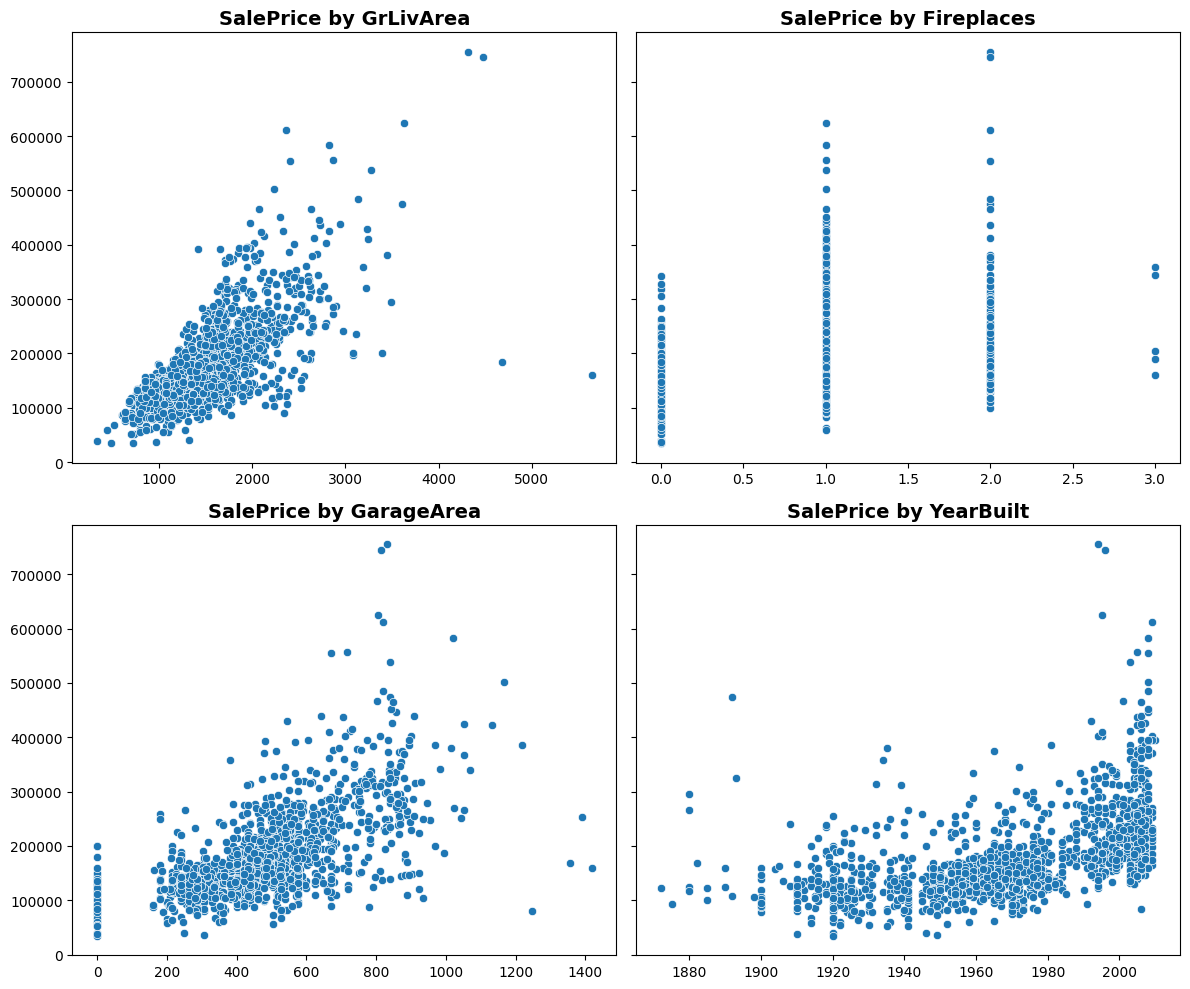 SalePrice by GrLivArea
SalePrice by Fireplaces
700000
600000
500000
400000
300000
200000
100000
0
1000 2000 3000 4000 5000
0.0 0.5 1.0 1.5 2.0 2.5 3.0
SalePrice by GarageArea
SalePrice by YearBuilt
700000
600000
500000
400000
300000
200000
100000
0
0 200 400 600 800 1000 1200 1400
1880 1900 1920 1940 1960 1980 2000